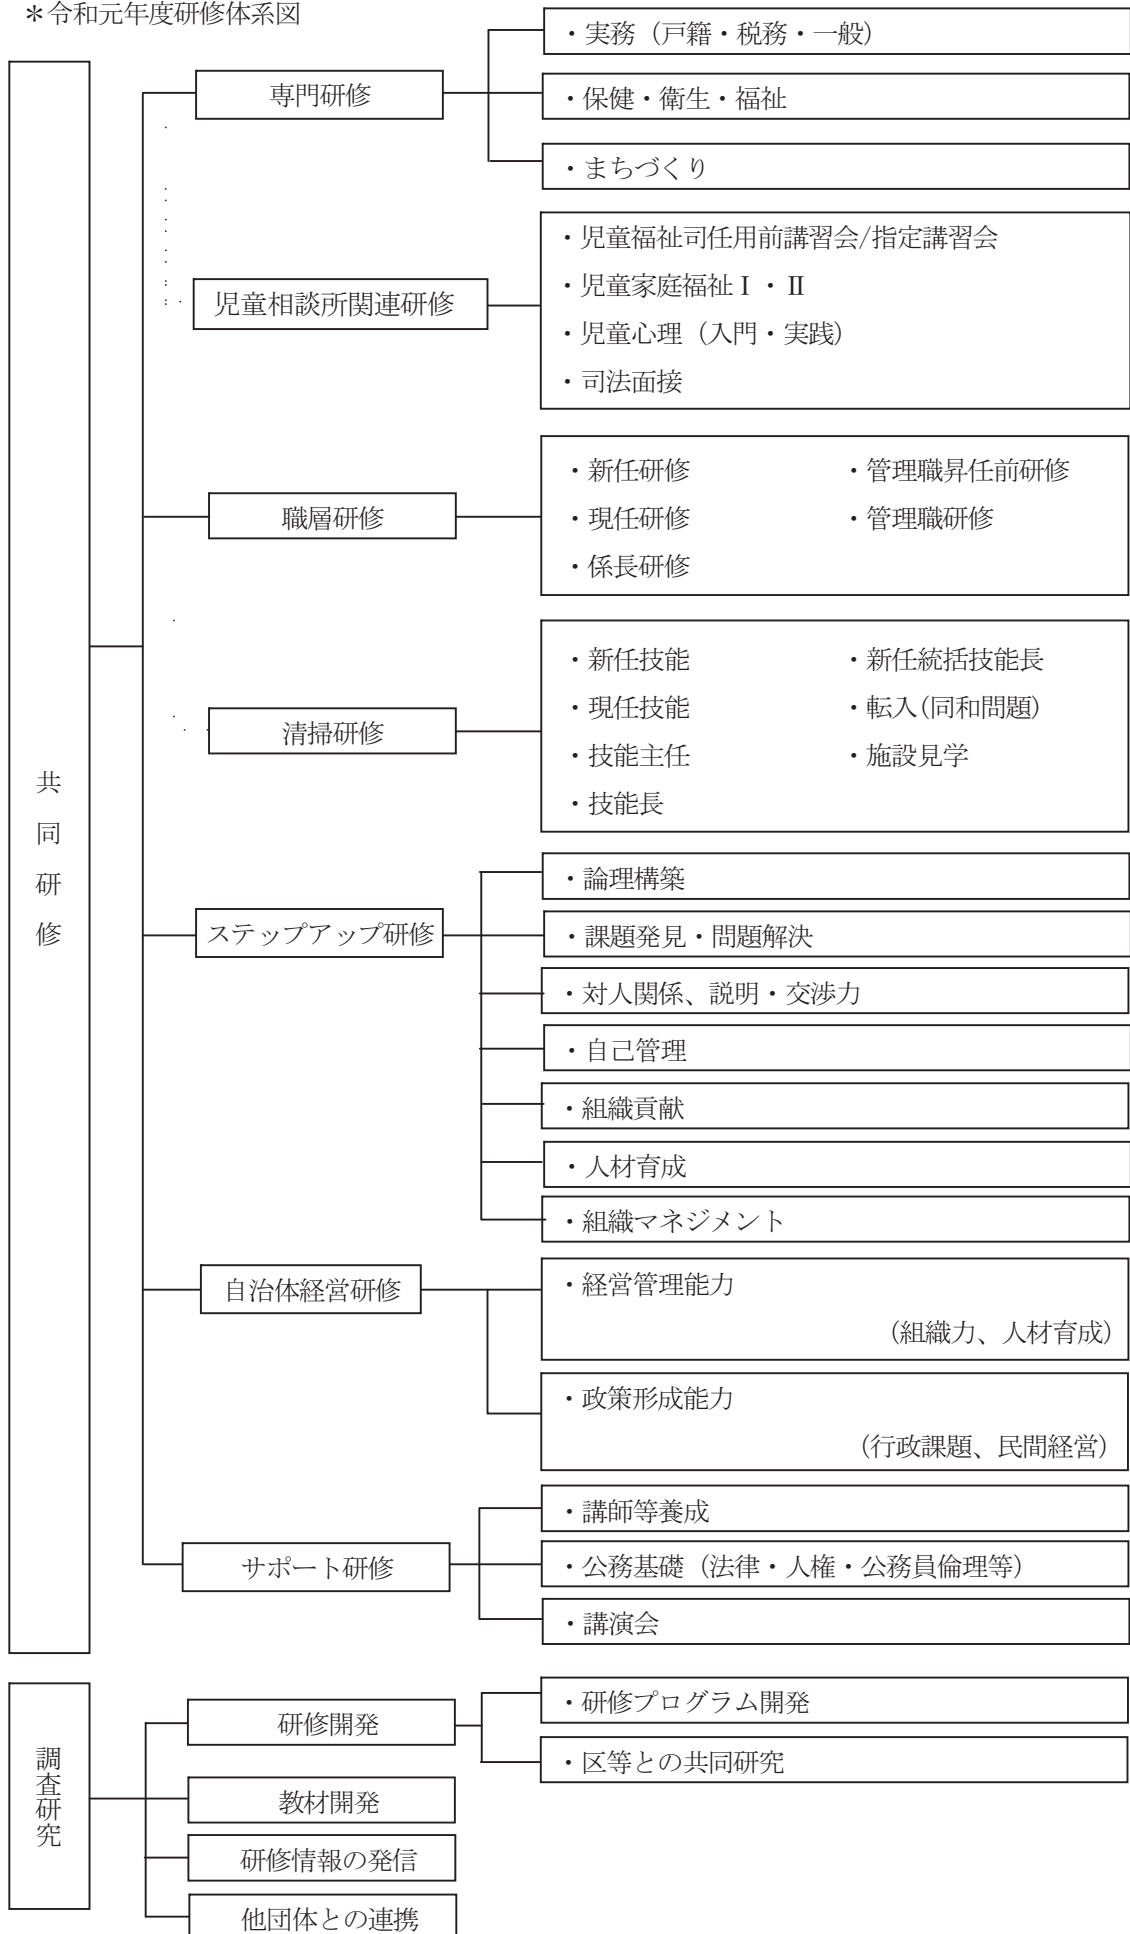 ＊令和元年度研修体系図
共同研修
専門研修
・実務（戸籍・税務・一般）
・保健・衛生・福祉
・まちづくり
児童相談所関連研修
・児童福祉司任用前講習会/指定講習会
・児童家庭福祉Ⅰ・Ⅱ
・児童心理（入門・実践）
・司法面接
職層研修
・新任研修
・現任研修
・係長研修
・管理職昇任前研修
・管理職研修
清掃研修
・新任技能
・現任技能
・技能主任
・技能長
・新任統括技能長
・転入(同和問題)
・施設見学
ステップアップ研修
・論理構築
・課題発見・問題解決
・対人関係、説明・交渉力
・自己管理
・組織貢献
・人材育成
・組織マネジメント
自治体経営研修
・経営管理能力
（組織力、人材育成）
・政策形成能力
（行政課題、民間経営）
サポート研修
・講師等養成
・公務基礎（法律・人権・公務員倫理等）
・講演会
調査研究
研修開発
・研修プログラム開発
・区等との共同研究
教材開発
研修情報の発信
他団体との連携